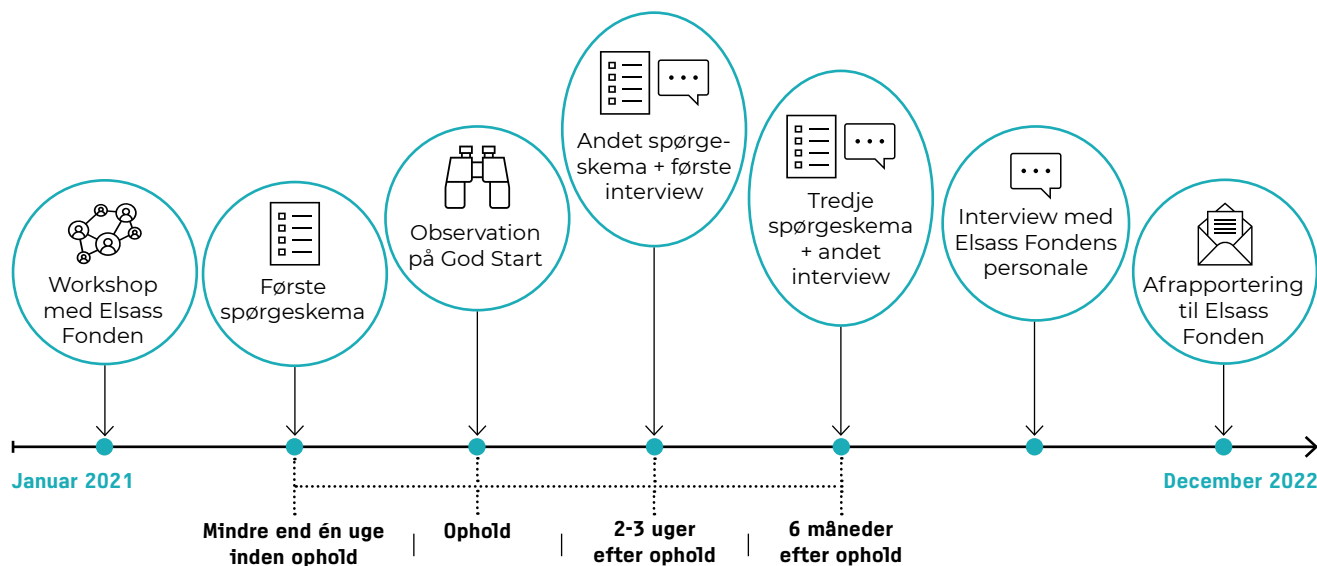 Workshop
med Elsass
Fonden
Første
spørgeskema
Observation
på God Start
Andet spørge-
skema + første
interview
Tredje
spørgeskema
+ andet
interview
Interview med
Elsass Fondens
personale
Afrapportering
til Elsass
Fonden
Januar 2021
December 2022
Mindre end én uge
inden ophold
Ophold
2-3 uger
efter ophold
6 måneder
efter ophold